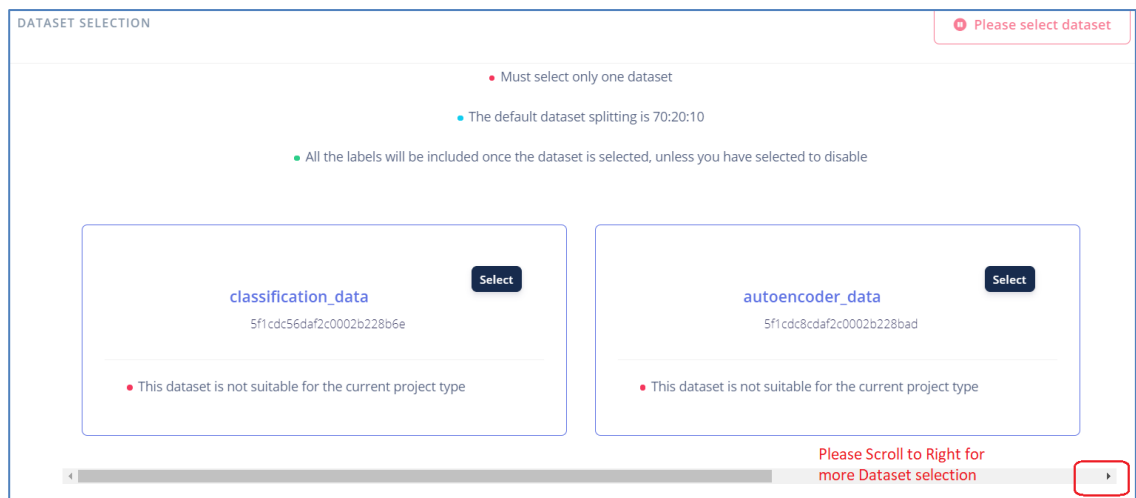 DATASET SELECTION
Please select dataset
Must select only one dataset
The default dataset splitting is 70:20:10
All the labels will be included once the dataset is selected, unless you have selected to disable
Select
classification_data
5f1cdc56daf2c0002b228b6e
This dataset is not suitable for the current project type
Select
autoencoder_data
5f1cdc8cdaf2c0002b228bad
This dataset is not suitable for the current project type
Please Scroll to Right for
more Dataset selection